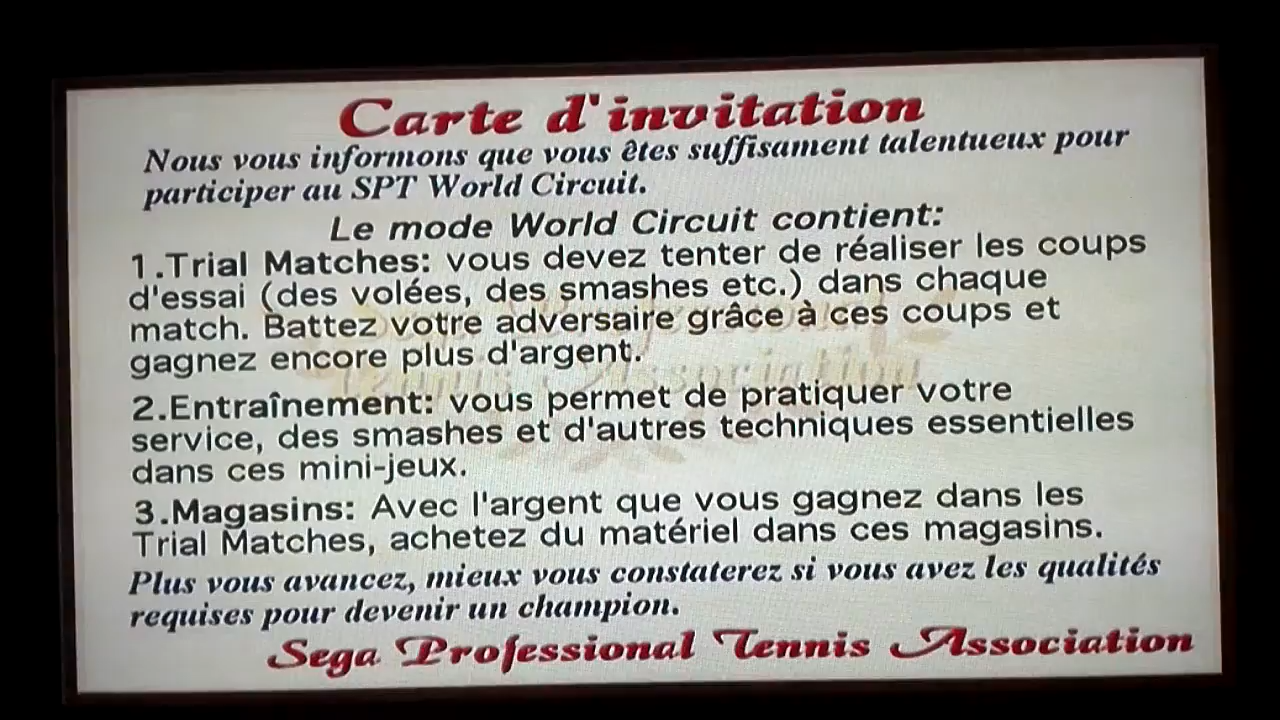 Carte d'invitation
Nous vous informons que vous êtes suffisament talentueux pour
participer au SPT World Circuit.
Le mode World Circuit contient:
1.Trial Matches: vous devez tenter de réaliser les coups
d'essai (des volées, des smashes etc.) dans chaque
match. Battez votre adversaire grâce à ces coups et
gagnez encore plus d'argent.
2.Entraînement: vous permet de pratiquer votre
service, des smashes et d'autres techniques essentielles
dans ces mini-jeux.
3.Magasins: Avec l'argent que vous gagnez dans les
Trial Matches, achetez du matériel dans ces magasins.
Plus vous avancez, mieux vous constaterez si vous avez les qualités
requises pour devenir un champion.
Sega Professional Tennis Association